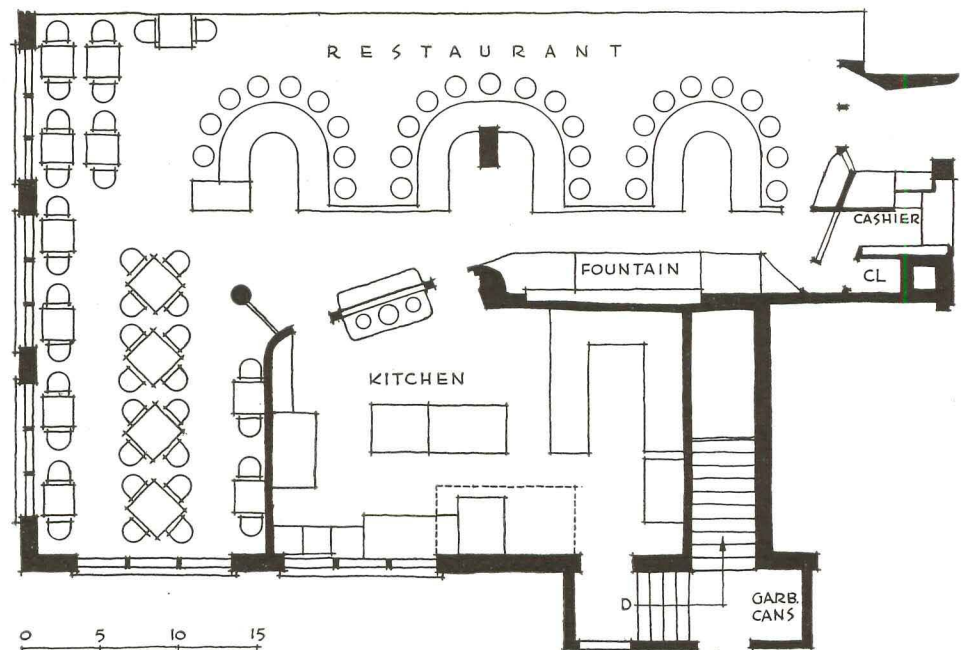 RESTAURANT
CASHIER
FOUNTAIN
CL
KITCHEN
D
GARB.
CANS
0 5 10 15